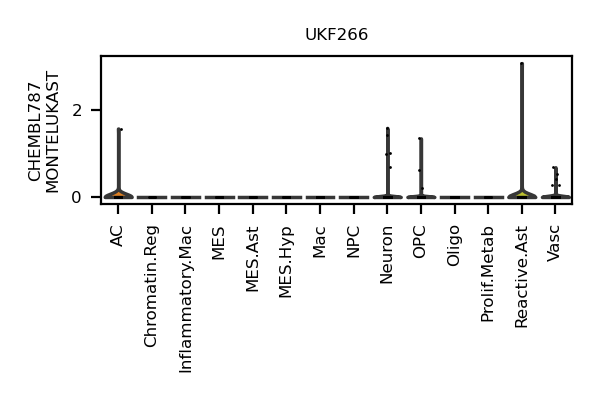 UKF266
CHEMBL787
MONTELUKAST
2
0
AC
Chromatin.Reg
Inflammatory.Mac
MES
MES.Ast
MES.Hyp
Mac
NPC
Neuron
OPC
Oligo
Prolif.Metab
Reactive.Ast
Vasc